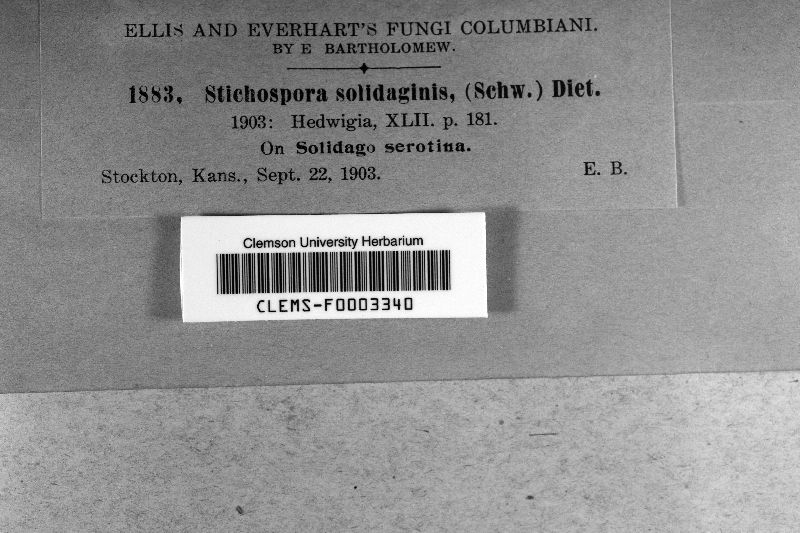 ELLIS AND EVERHART'S FUNGI COLUMBIANI.
BY E BARTHOLOMEW.
1883, Stichospora solidaginis, (Schw.) Diet.
1903: Hedwigia, XLII. p. 181.
On Solidago serotina.
Stockton, Kans., Sept. 22, 1903. E. B.
Clemson University Herbarium
CLEMS-F0003340